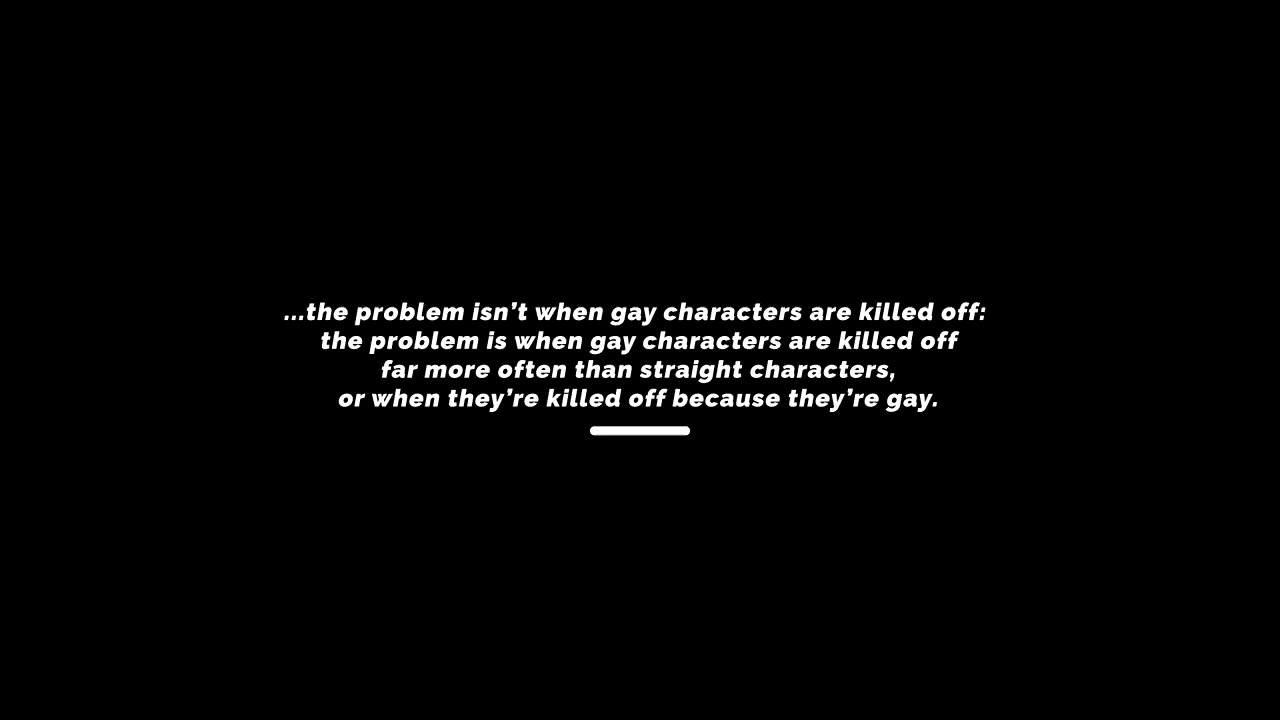 ...the problem isn’t when gay characters are killed off:
the problem is when gay characters are killed off
far more often than straight characters,
or when they’re killed off because they’re gay.